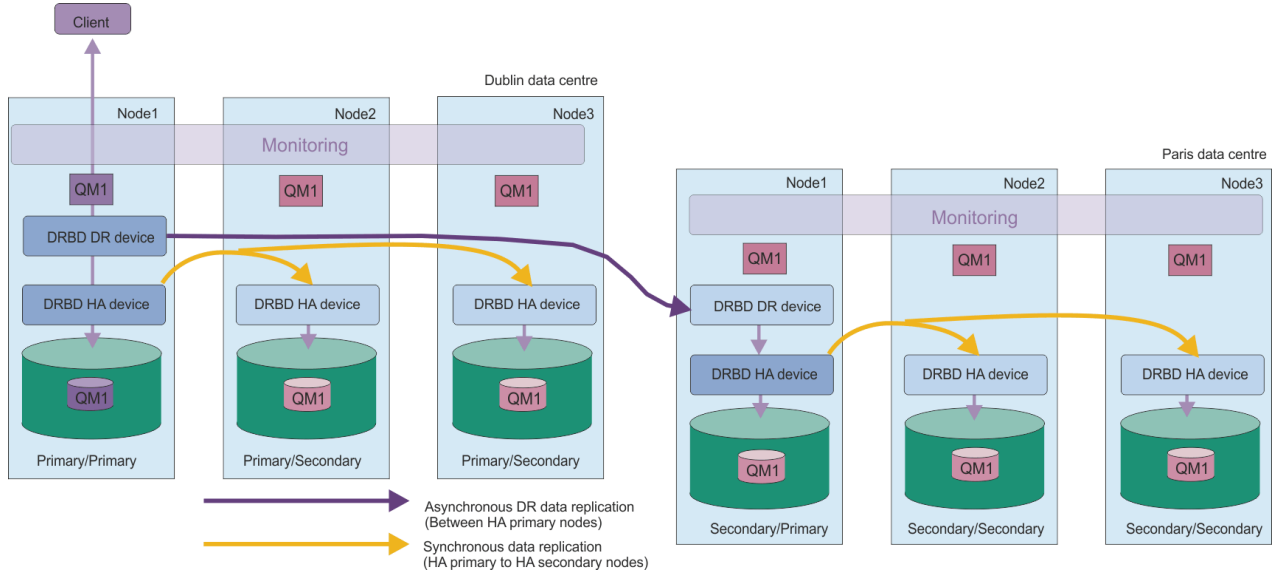 Client
Dublin data centre
Node1
Node2
Node3
Monitoring
QM1
QM1
QM1
DRBD DR device
DRBD HA device
DRBD HA device
DRBD HA device
QM1
QM1
QM1
Primary/Primary
Primary/Secondary
Primary/Secondary
Paris data centre
Node1
Node2
Node3
Monitoring
QM1
QM1
QM1
DRBD DR device
DRBD HA device
DRBD HA device
DRBD HA device
QM1
QM1
QM1
Secondary/Primary
Secondary/Secondary
Secondary/Secondary
Asynchronous DR data replication
(Between HA primary nodes)
Synchronous data replication
(HA primary to HA secondary nodes)